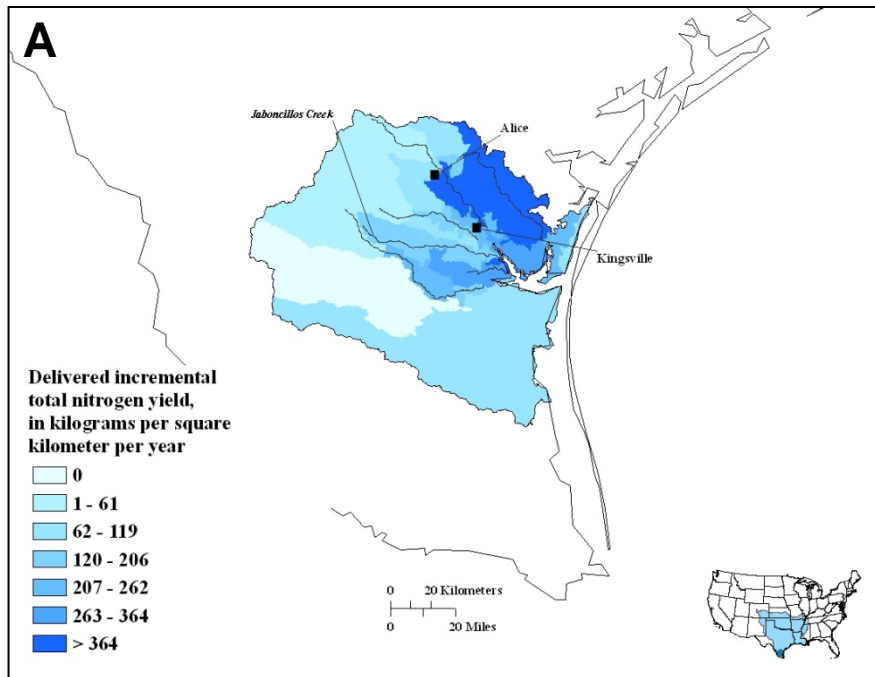 A
Jaboncillos Creek
Alice
Kingsville
Delivered incremental
total nitrogen yield,
in kilograms per square
kilometer per year
0
1 - 61
62 - 119
120 - 206
207 - 262
263 - 364
> 364
0 20 Kilometers
0 20 Miles